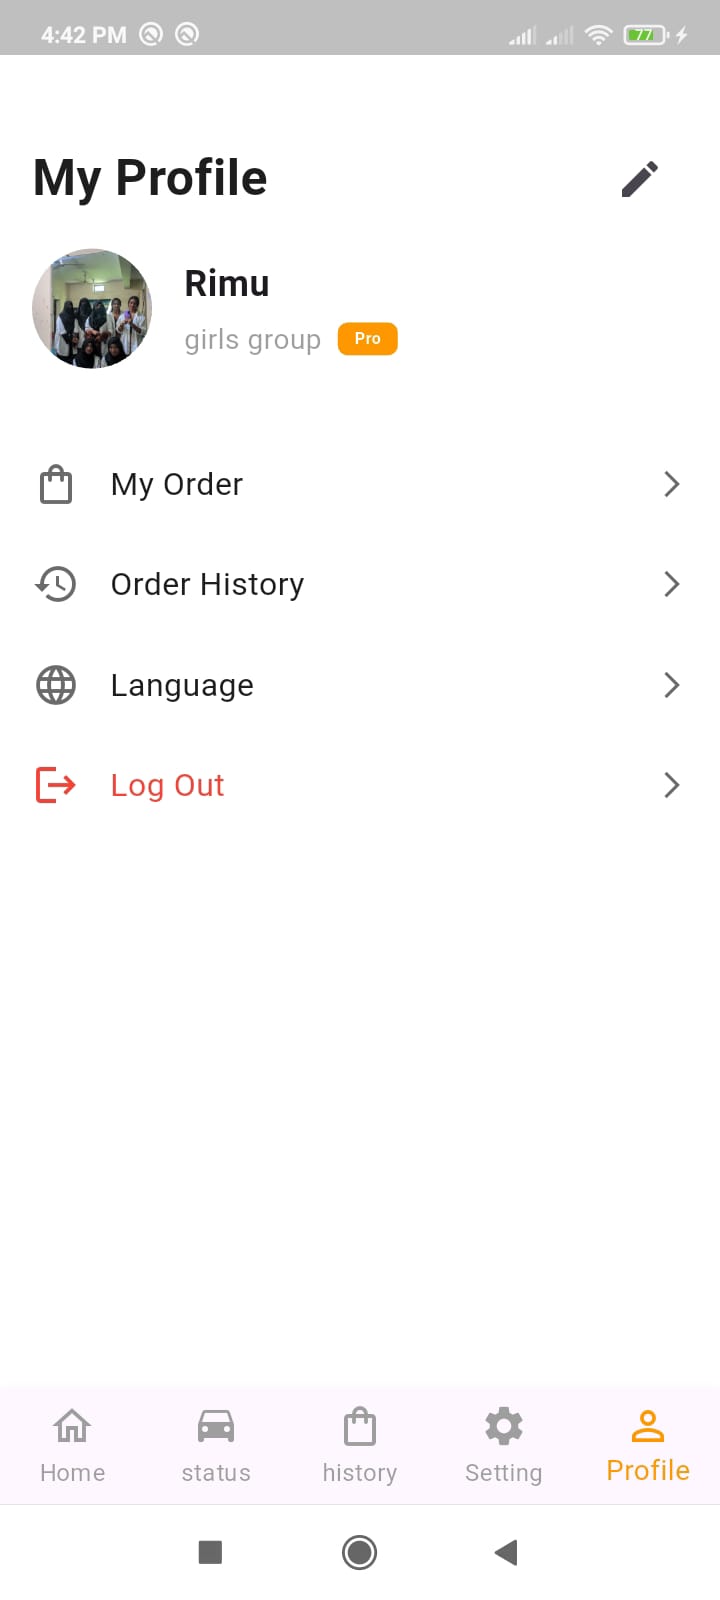 4:42 PM 77
My Profile
Rimu
girls group Pro
My Order
Order History
Language
Log Out
Home status history Setting Profile